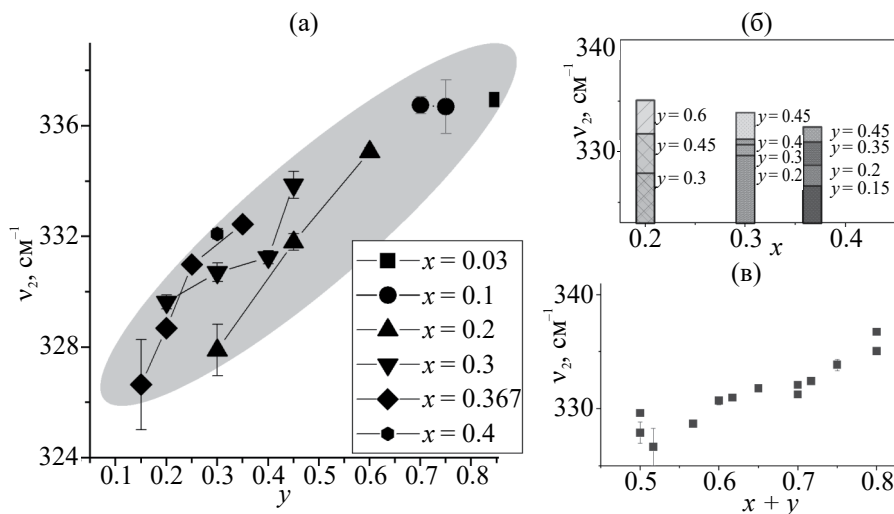 (а)
ν₂, см⁻¹
336
332
328
324
0.1 0.2 0.3 0.4 0.5 0.6 0.7 0.8
y
x = 0.03
x = 0.1
x = 0.2
x = 0.3
x = 0.367
x = 0.4
(б)
ν₂, см⁻¹
340
330
y = 0.6
y = 0.45
y = 0.3
y = 0.45
y = 0.4
y = 0.3
y = 0.2
y = 0.45
y = 0.35
y = 0.2
y = 0.15
0.2 0.3 0.4
x
(в)
ν₂, см⁻¹
340
330
0.5 0.6 0.7 0.8
x + y